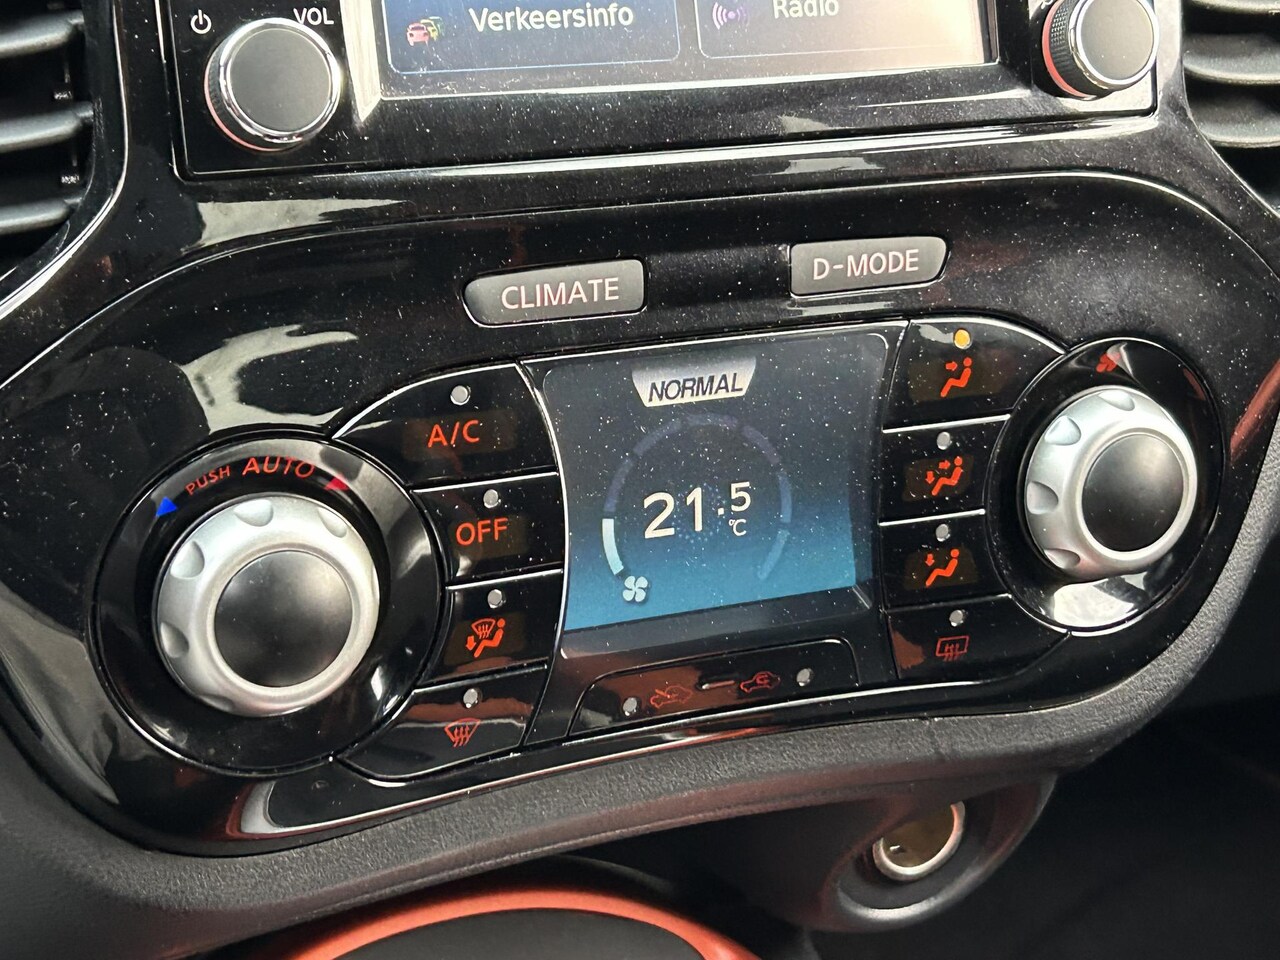 VOL
Verkeersinfo
Radio
CLIMATE
D-MODE
NORMAL
A/C
PUSH AUTO
OFF
21.5
°C